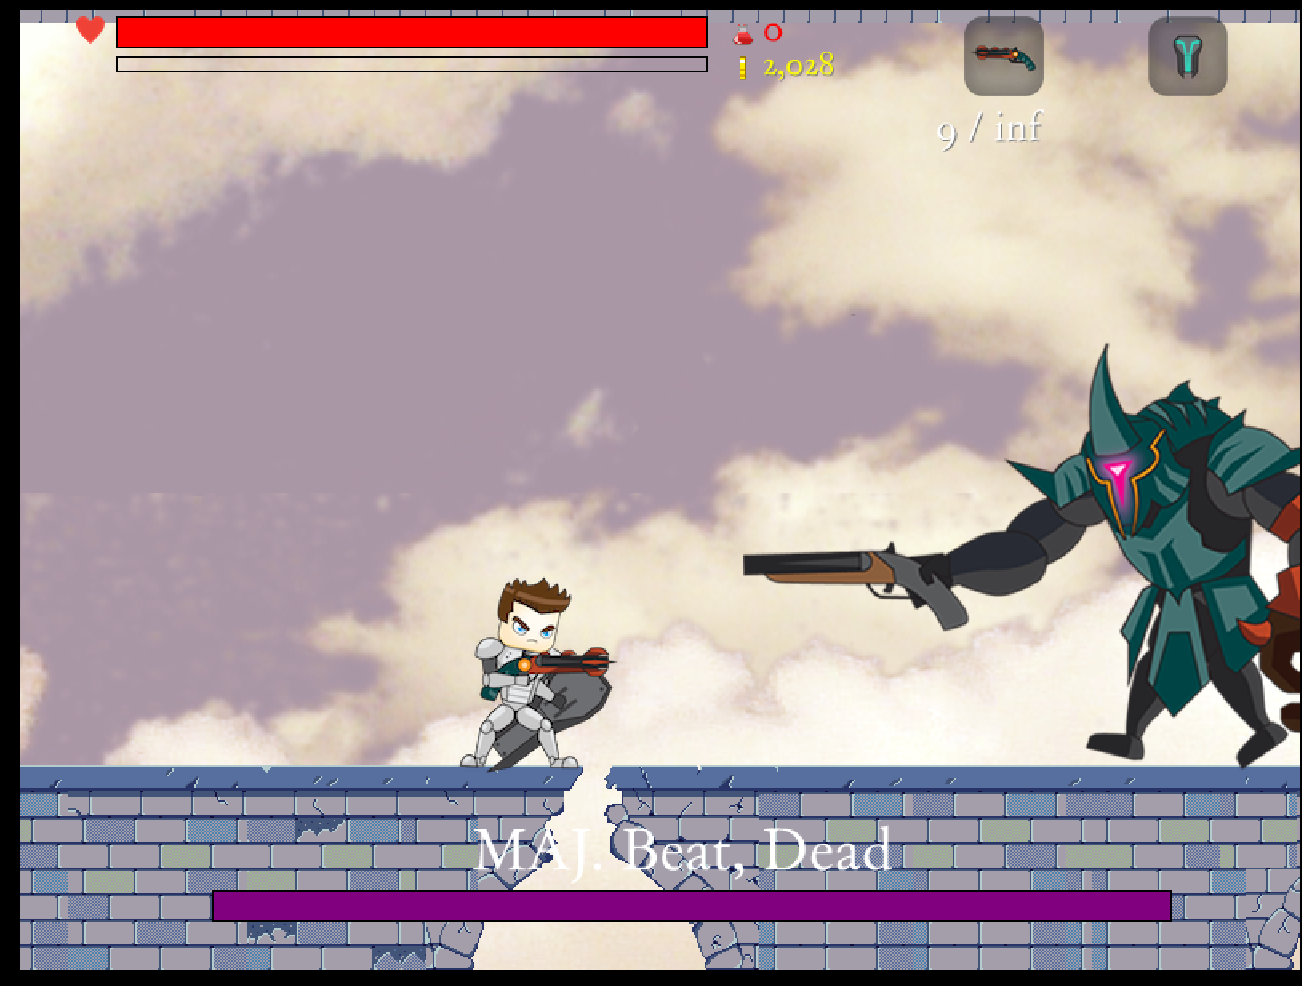 0
2,028
9 / inf
MAJ. Beat, Dead